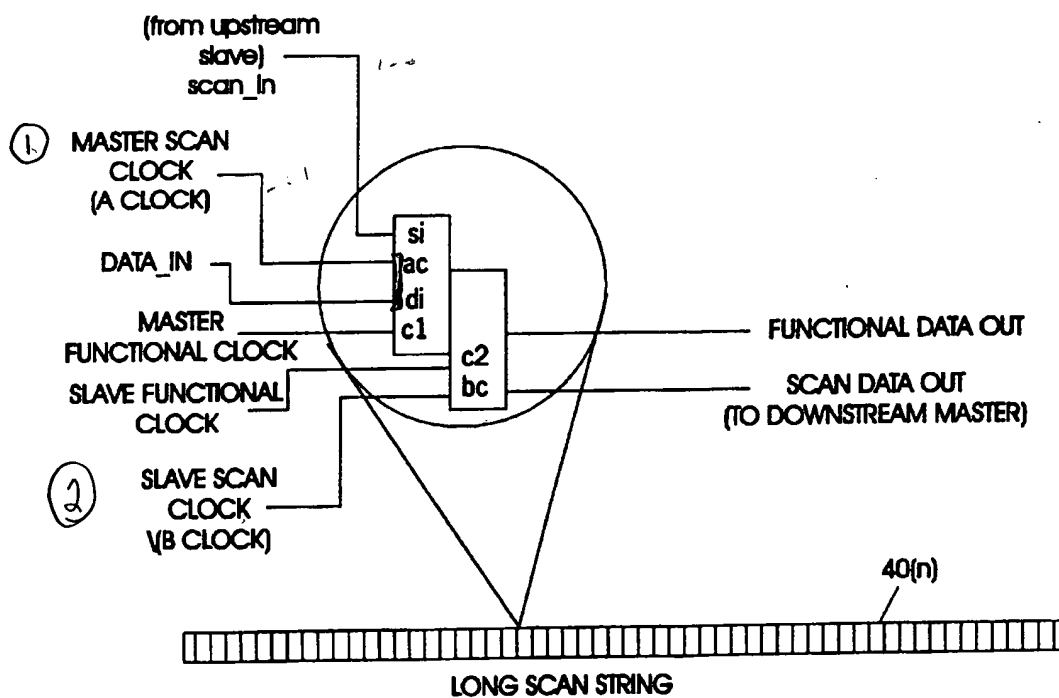 (from upstream
slave)
scan_in
1
MASTER SCAN
CLOCK
(A CLOCK)
DATA_IN
MASTER
FUNCTIONAL CLOCK
SLAVE FUNCTIONAL
CLOCK
2
SLAVE SCAN
CLOCK
\(B CLOCK)
si
ac
di
c1
c2
bc
FUNCTIONAL DATA OUT
SCAN DATA OUT
(TO DOWNSTREAM MASTER)
40(n)
LONG SCAN STRING